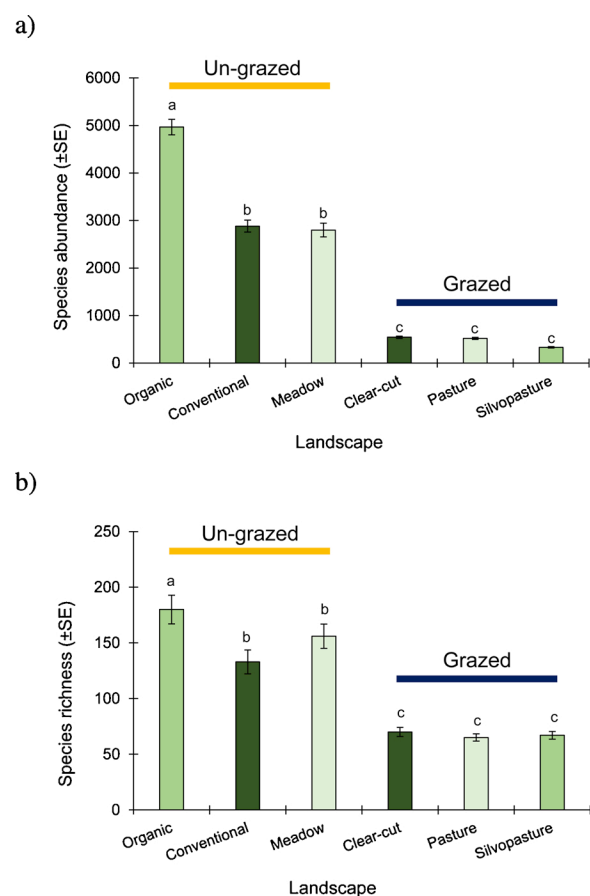 a)
Un-grazed
6000
5000
4000
3000
2000
1000
0
Species abundance (±SE)
a
b
b
Grazed
c
c
c
Organic
Conventional
Meadow
Clear-cut
Pasture
Silvopasture
Landscape
b)
Un-grazed
250
200
150
100
50
0
Species richness (±SE)
a
b
b
Grazed
c
c
c
Organic
Conventional
Meadow
Clear-cut
Pasture
Silvopasture
Landscape